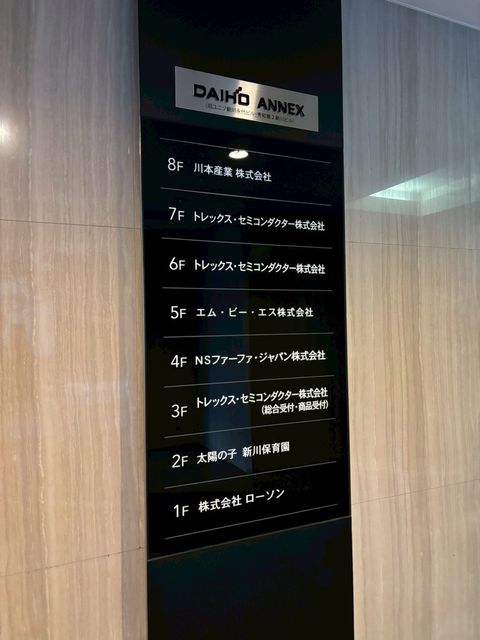 DAIHO ANNEX
8F 川本産業 株式会社
7F トレックス・セミコンダクター株式会社
6F トレックス・セミコンダクター株式会社
5F エム・ビー・エス株式会社
4F NSファーファ・ジャパン株式会社
3F トレックス・セミコンダクター株式会社
(総合受付・商品受付)
2F 太陽の子 新川保育園
1F 株式会社 ローソン